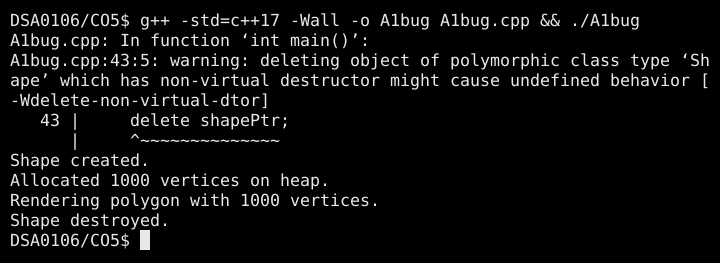 DSA0106/CO5$ g++ -std=c++17 -Wall -o A1bug A1bug.cpp && ./A1bug
A1bug.cpp: In function ‘int main()’:
A1bug.cpp:43:5: warning: deleting object of polymorphic class type ‘Sh
ape’ which has non-virtual destructor might cause undefined behavior [
-Wdelete-non-virtual-dtor]
   43 |     delete shapePtr;
      |     ^~~~~~~~~~~~~~~
Shape created.
Allocated 1000 vertices on heap.
Rendering polygon with 1000 vertices.
Shape destroyed.
DSA0106/CO5$